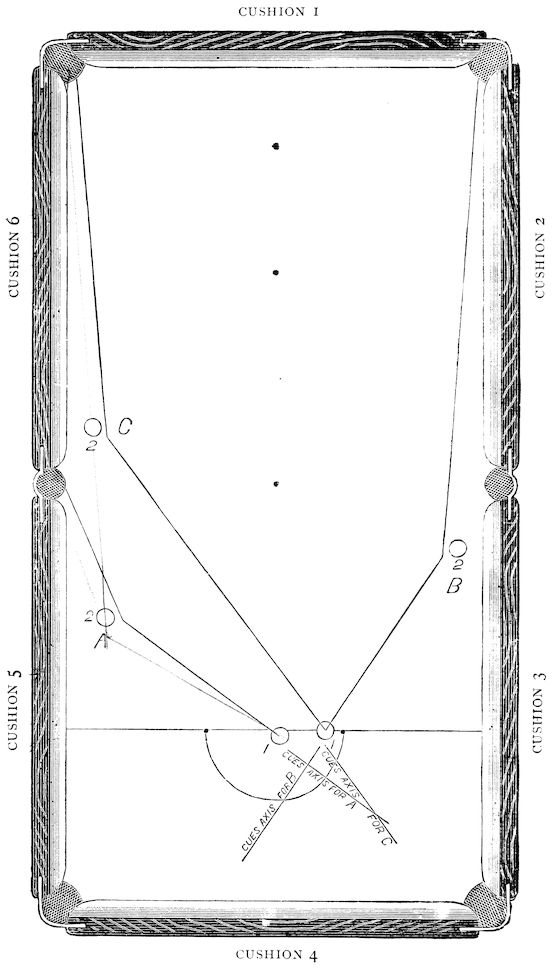 CUSHION 1
CUSHION 6
CUSHION 2
C
2
2
B
2
A
CUSHION 5
CUSHION 3
1
CUES AXIS FOR B
CUES AXIS FOR A
CUES AXIS FOR C
CUSHION 4